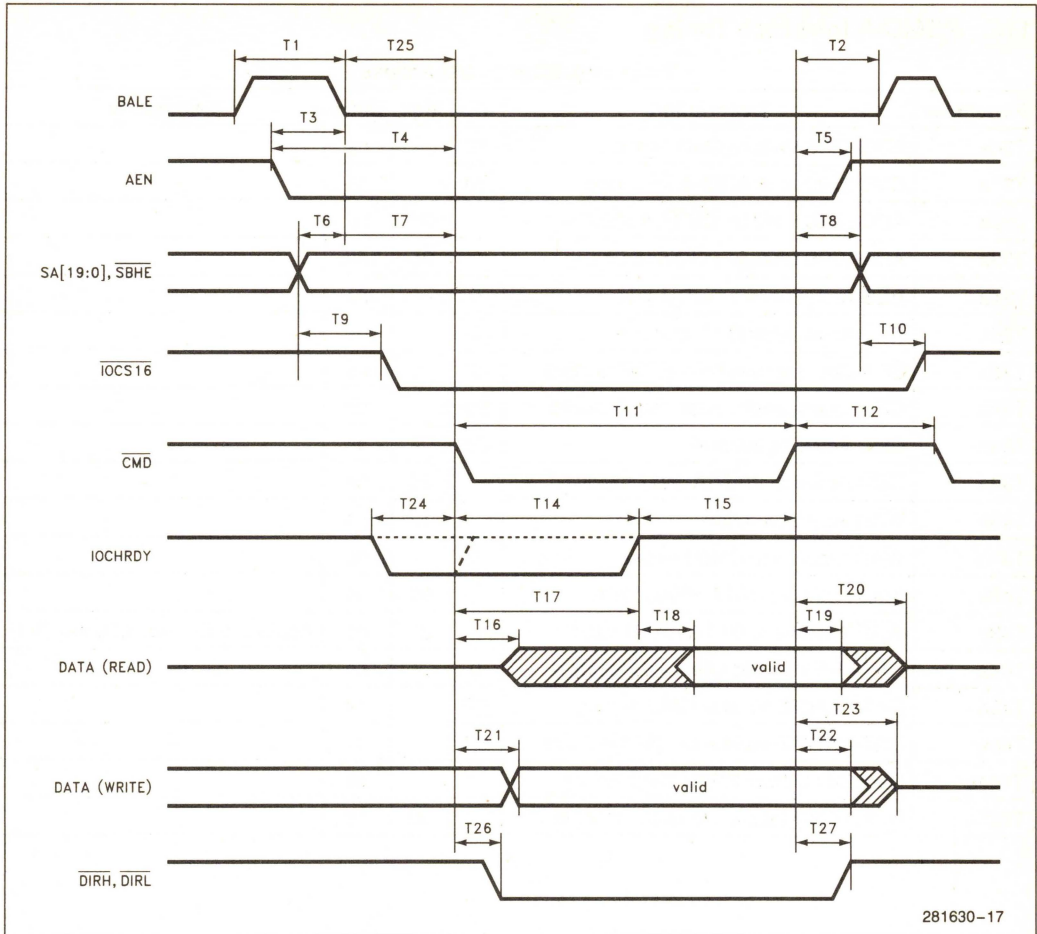 T1 T25 T2
BALE
T3
T4 T5
AEN
T6 T7 T8
SA[19:0], SBHE
T9 T10
IOCS16
T11 T12
CMD
T24 T14 T15
IOCHRDY
T17 T20
T16 T18 T19
DATA (READ) valid
T23
T21 T22
DATA (WRITE) valid
T26 T27
DIRH, DIRL
281630-17